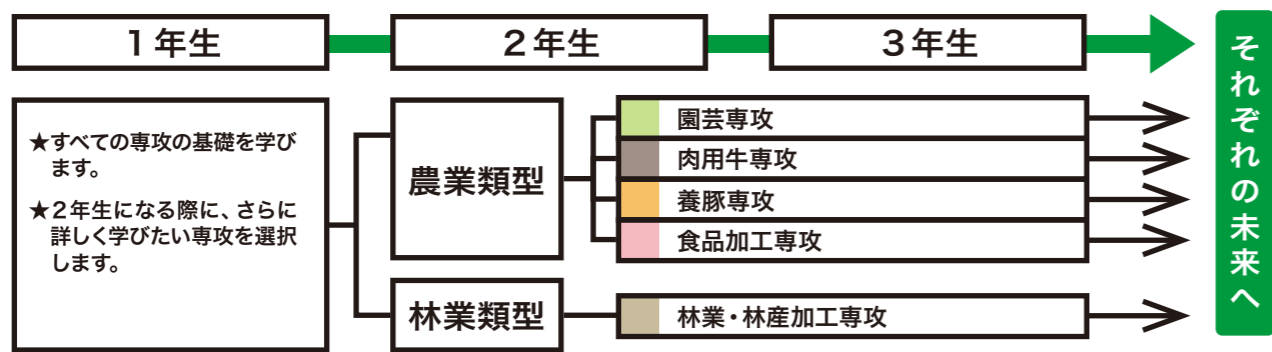 1年生
2年生
3年生
★すべての専攻の基礎を学び
ます。
★2年生になる際に、さらに
詳しく学びたい専攻を選択
します。
農業類型
園芸専攻
肉用牛専攻
養豚専攻
食品加工専攻
林業類型
林業・林産加工専攻
それぞれの未来へ